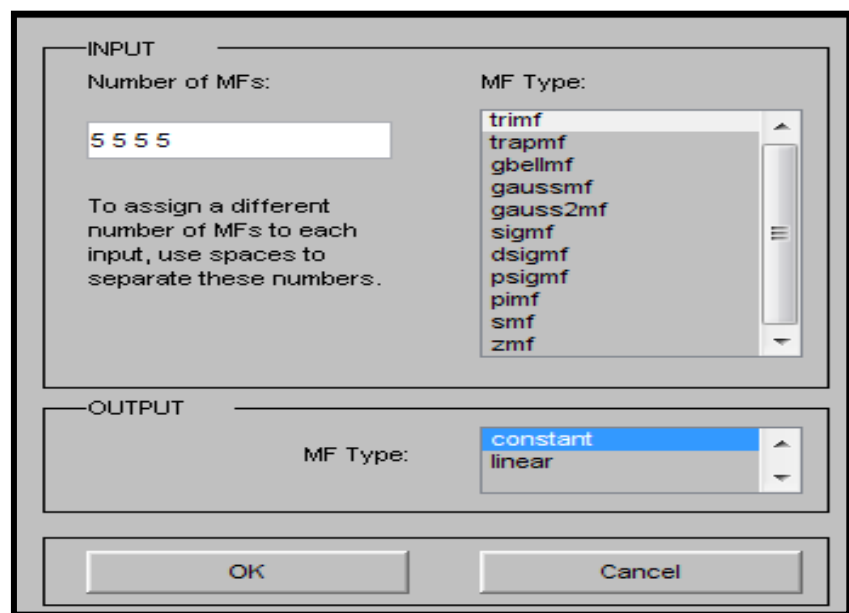 INPUT
Number of MFs:
5 5 5 5
To assign a different
number of MFs to each
input, use spaces to
separate these numbers.
MF Type:
trimf
trapmf
gbellmf
gaussmf
gauss2mf
sigmf
dsigmf
psigmf
pimf
smf
zmf
OUTPUT
MF Type:
constant
linear
OK
Cancel